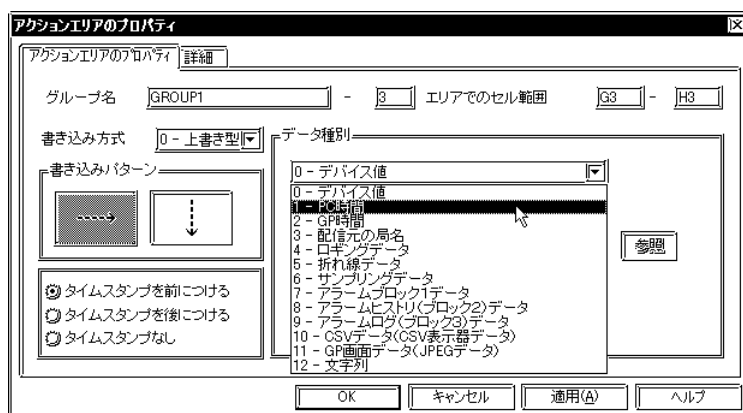 アクションエリアのプロパティ
アクションエリアのプロパティ 詳細
グループ名 GROUP1 - 3 エリアでのセル範囲 G3 - H3
書き込み方式 0 - 上書き型
データ種別
0 - デバイス値
書き込みパターン
0 - デバイス値
1 - PC時間
2 - GP時間
3 - 配信元の局名
4 - ロギングデータ
5 - 折れ線データ
6 - サンプリングデータ
7 - アラームブロック1データ
8 - アラームヒストリ(ブロック2)データ
9 - アラームログ(ブロック3)データ
10 - CSVデータ(CSV表示器データ)
11 - GP画面データ(JPEGデータ)
12 - 文字列
参照
タイムスタンプを前につける
タイムスタンプを後につける
タイムスタンプなし
OK キャンセル 適用(A) ヘルプ